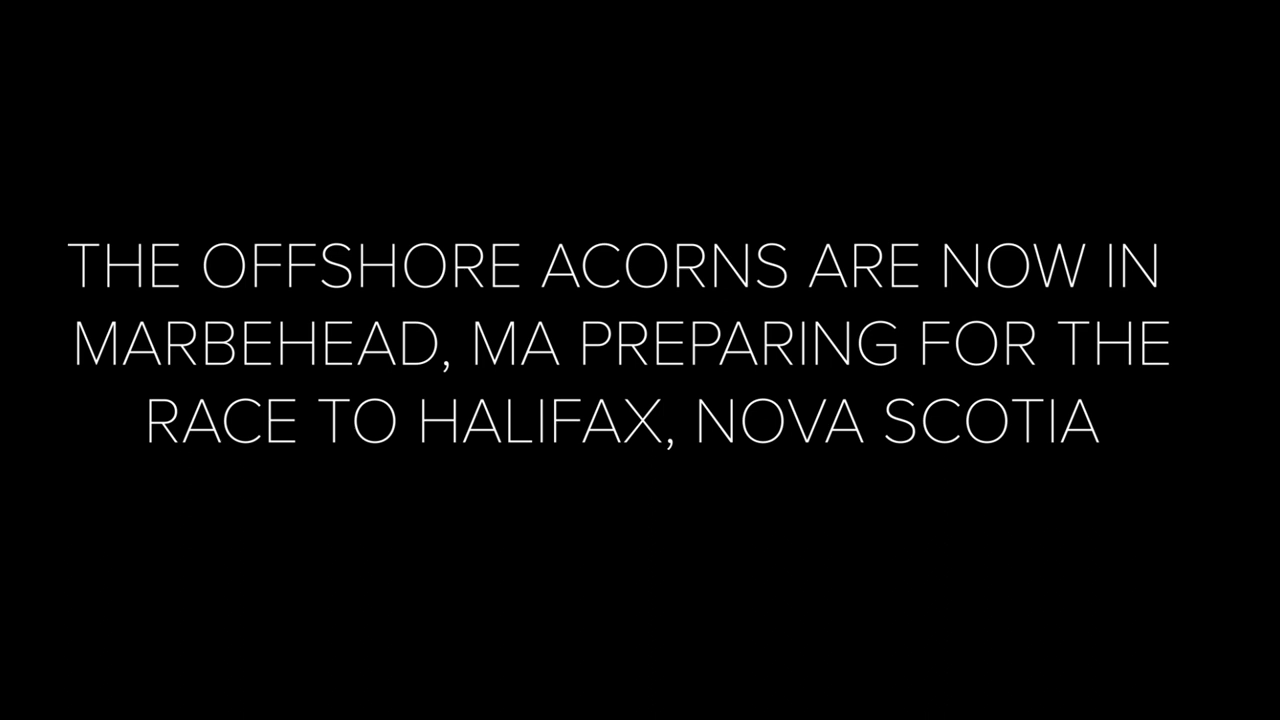 THE OFFSHORE ACORNS ARE NOW IN
MARBEHEAD, MA PREPARING FOR THE
RACE TO HALIFAX, NOVA SCOTIA